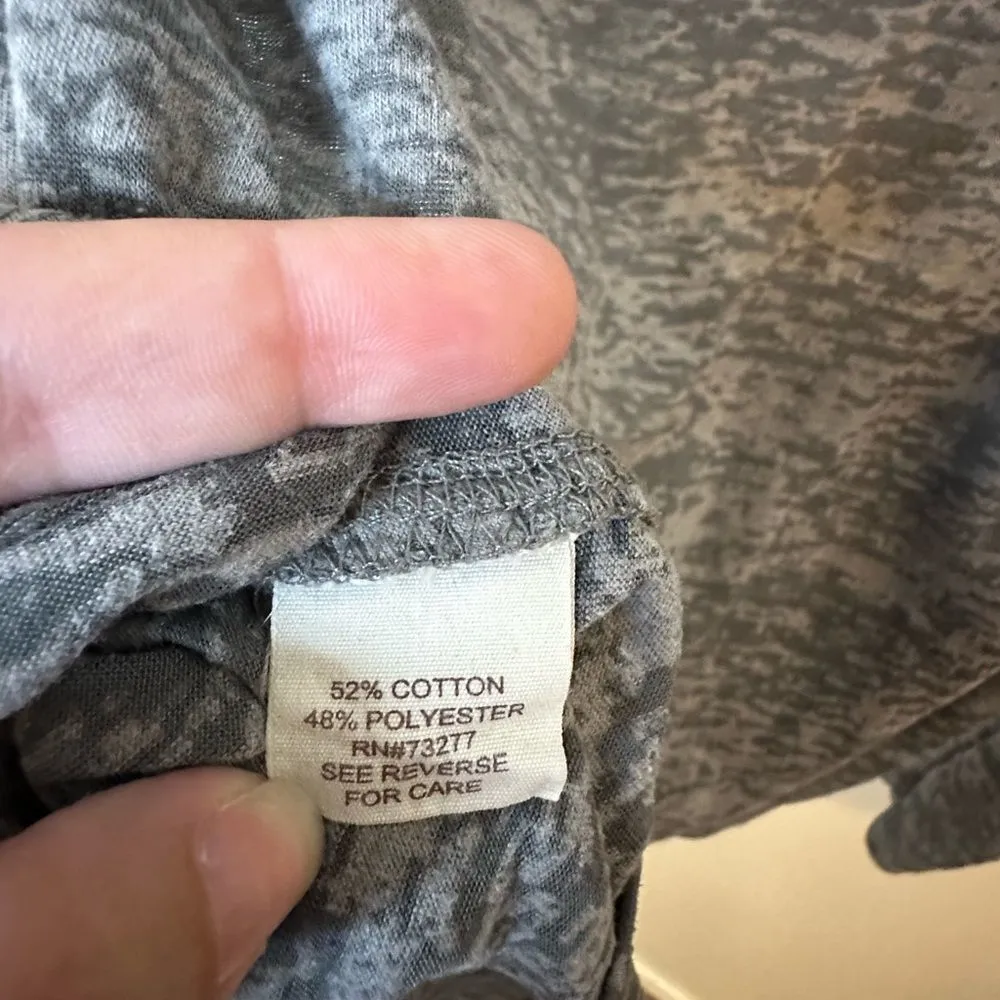 52% COTTON
48% POLYESTER
RN#73277
SEE REVERSE
FOR CARE